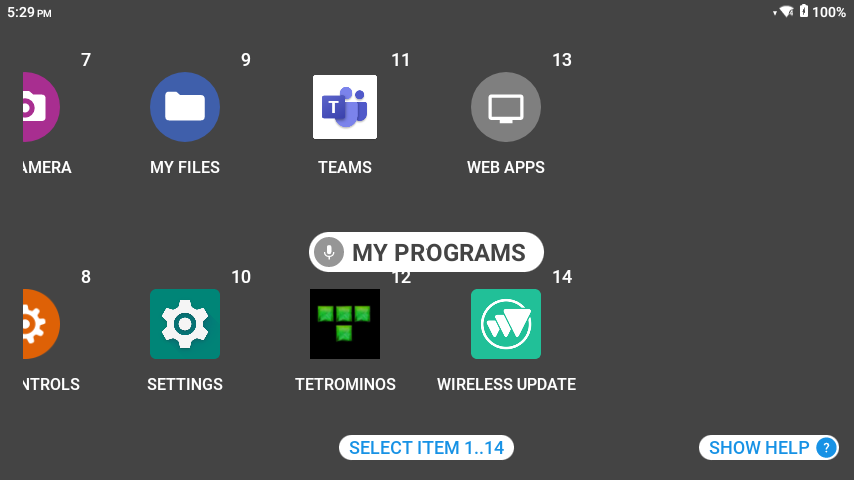 5:29 PM
100%
7
9
11
13
AMERA
MY FILES
TEAMS
WEB APPS
MY PROGRAMS
8
10
12
14
NTROLS
SETTINGS
TETROMINOS
WIRELESS UPDATE
SELECT ITEM 1..14
SHOW HELP ?